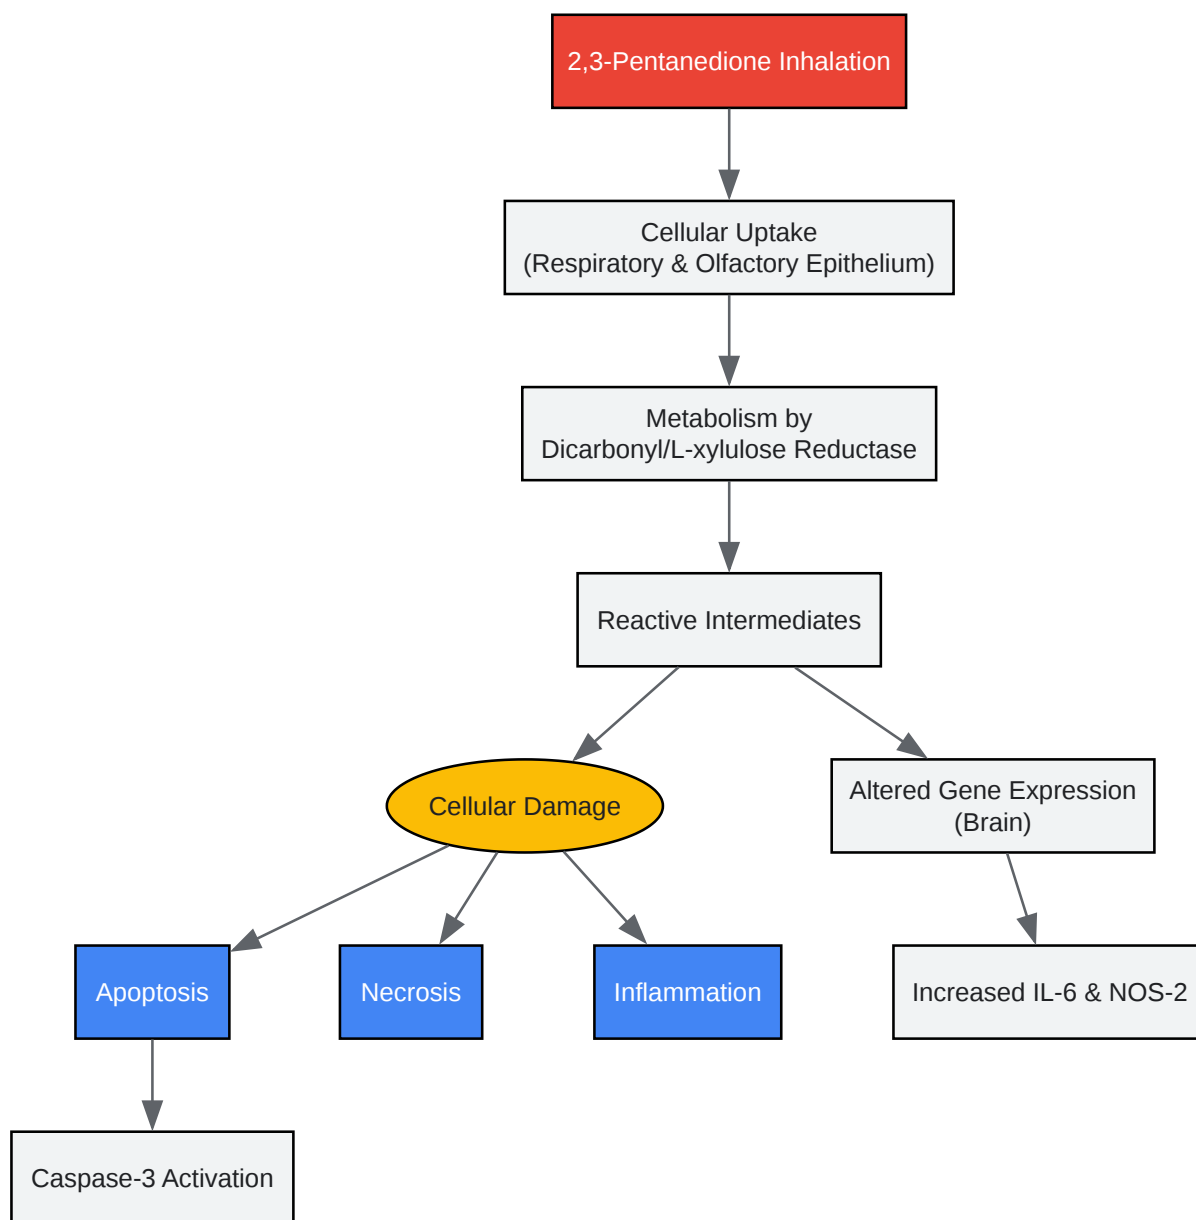 2,3-Pentanedione Inhalation
Cellular Uptake
(Respiratory & Olfactory Epithelium)
Metabolism by
Dicarbonyl/L-xylulose Reductase
Reactive Intermediates
Cellular Damage
Altered Gene Expression
(Brain)
Apoptosis
Necrosis
Inflammation
Increased IL-6 & NOS-2
Caspase-3 Activation